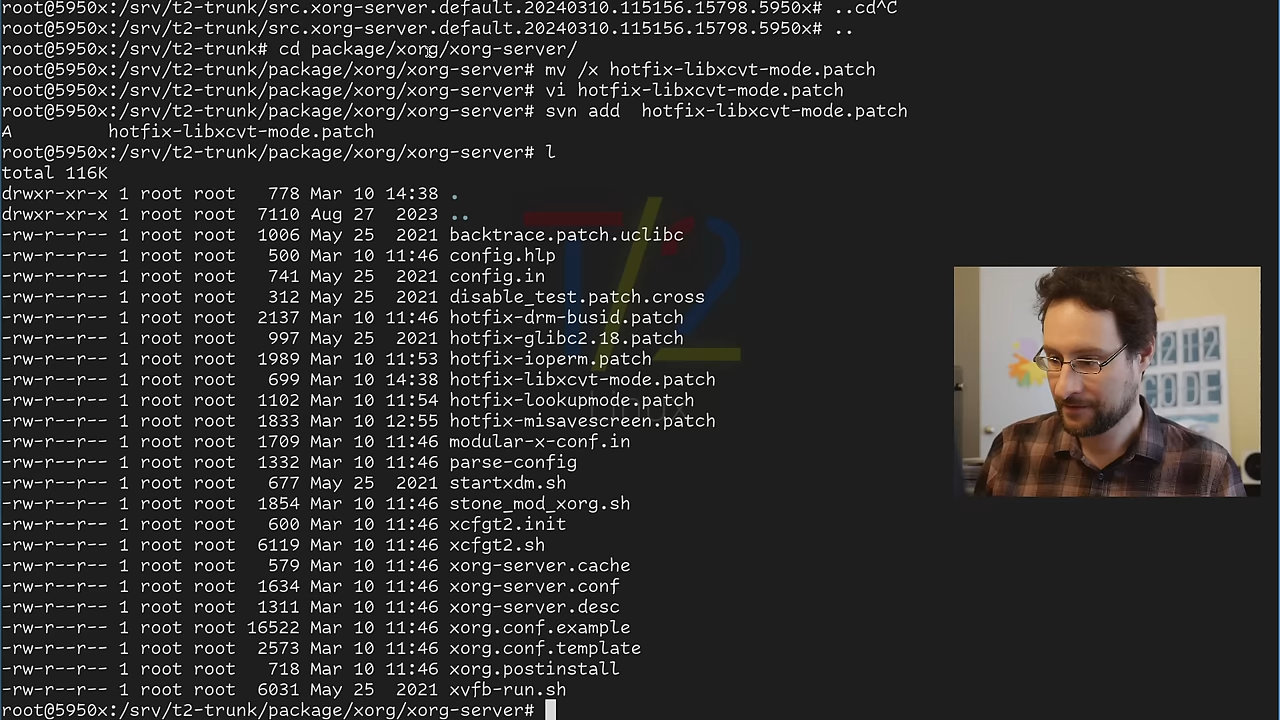 root@5950x:/srv/t2-trunk/src.xorg-server.default.20240310.115156.15798.5950x# ..cd^C
root@5950x:/srv/t2-trunk/src.xorg-server.default.20240310.115156.15798.5950x# ..
root@5950x:/srv/t2-trunk# cd package/xorg/xorg-server/
root@5950x:/srv/t2-trunk/package/xorg/xorg-server# mv /x hotfix-libxcvt-mode.patch
root@5950x:/srv/t2-trunk/package/xorg/xorg-server# vi hotfix-libxcvt-mode.patch
root@5950x:/srv/t2-trunk/package/xorg/xorg-server# svn add  hotfix-libxcvt-mode.patch
A         hotfix-libxcvt-mode.patch
root@5950x:/srv/t2-trunk/package/xorg/xorg-server# l
total 116K
drwxr-xr-x 1 root root   778 Mar 10 14:38 .
drwxr-xr-x 1 root root  7110 Aug 27  2023 ..
-rw-r--r-- 1 root root  1006 May 25  2021 backtrace.patch.uclibc
-rw-r--r-- 1 root root   500 Mar 10 11:46 config.hlp
-rw-r--r-- 1 root root   741 May 25  2021 config.in
-rw-r--r-- 1 root root   312 May 25  2021 disable_test.patch.cross
-rw-r--r-- 1 root root  2137 Mar 10 11:46 hotfix-drm-busid.patch
-rw-r--r-- 1 root root   997 May 25  2021 hotfix-glibc2.18.patch
-rw-r--r-- 1 root root  1989 Mar 10 11:53 hotfix-ioperm.patch
-rw-r--r-- 1 root root   699 Mar 10 14:38 hotfix-libxcvt-mode.patch
-rw-r--r-- 1 root root  1102 Mar 10 11:54 hotfix-lookupmode.patch
-rw-r--r-- 1 root root  1833 Mar 10 12:55 hotfix-misavescreen.patch
-rw-r--r-- 1 root root  1709 Mar 10 11:46 modular-x-conf.in
-rw-r--r-- 1 root root  1332 Mar 10 11:46 parse-config
-rw-r--r-- 1 root root   677 May 25  2021 startxdm.sh
-rw-r--r-- 1 root root  1854 Mar 10 11:46 stone_mod_xorg.sh
-rw-r--r-- 1 root root   600 Mar 10 11:46 xcfgt2.init
-rw-r--r-- 1 root root  6119 Mar 10 11:46 xcfgt2.sh
-rw-r--r-- 1 root root   579 Mar 10 11:46 xorg-server.cache
-rw-r--r-- 1 root root  1634 Mar 10 11:46 xorg-server.conf
-rw-r--r-- 1 root root  1311 Mar 10 11:46 xorg-server.desc
-rw-r--r-- 1 root root 16522 Mar 10 11:46 xorg.conf.example
-rw-r--r-- 1 root root  2573 Mar 10 11:46 xorg.conf.template
-rw-r--r-- 1 root root   718 Mar 10 11:46 xorg.postinstall
-rw-r--r-- 1 root root  6031 May 25  2021 xvfb-run.sh
root@5950x:/srv/t2-trunk/package/xorg/xorg-server#
T/2
CODE